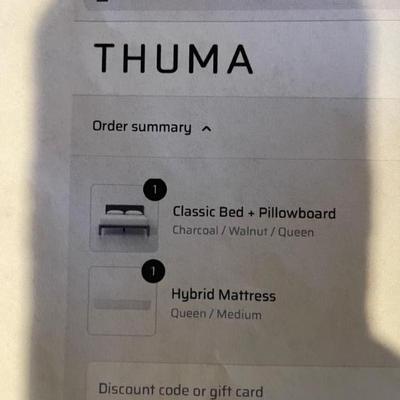 THUMA
Order summary
1
Classic Bed + Pillowboard
Charcoal / Walnut / Queen
1
Hybrid Mattress
Queen / Medium
Discount code or gift card